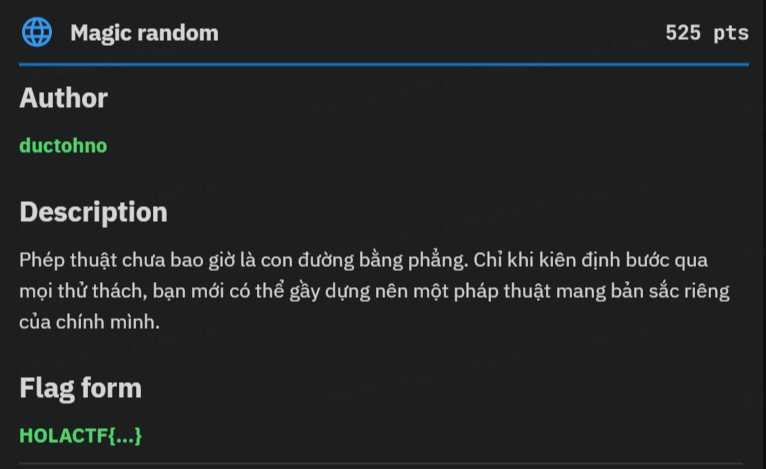 Magic random
525 pts
Author
ductohno
Description
Phép thuật chưa bao giờ là con đường bằng phẳng. Chỉ khi kiên định bước qua
mọi thử thách, bạn mới có thể gầy dựng nên một pháp thuật mang bản sắc riêng
của chính mình.
Flag form
HOLACTF{...}